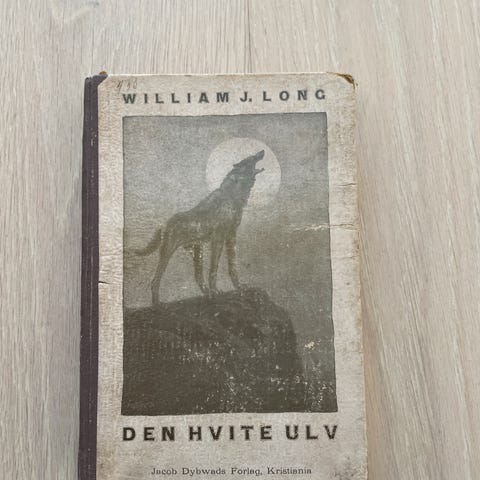 WILLIAM J. LONG
DEN HVITE ULV
Jacob Dybwads Forlag, Kristiania